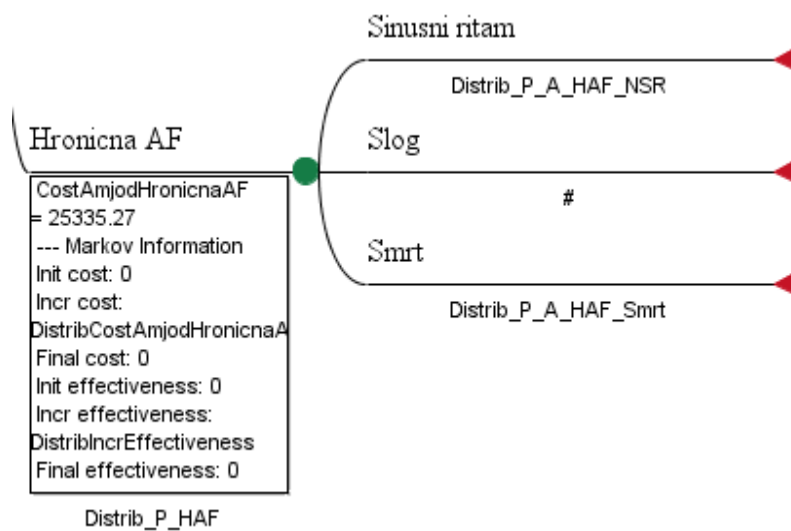 Sinusni ritam
Distrib_P_A_HAF_NSR
Hronicna AF
Slog
CostAmjodHronicnaAF
= 25335.27
--- Markov Information
Init cost: 0
Incr cost:
DistribCostAmjodHronicnaA
Final cost: 0
Init effectiveness: 0
Incr effectiveness:
DistribIncrEffectiveness
Final effectiveness: 0
#
Smrt
Distrib_P_A_HAF_Smrt
Distrib_P_HAF